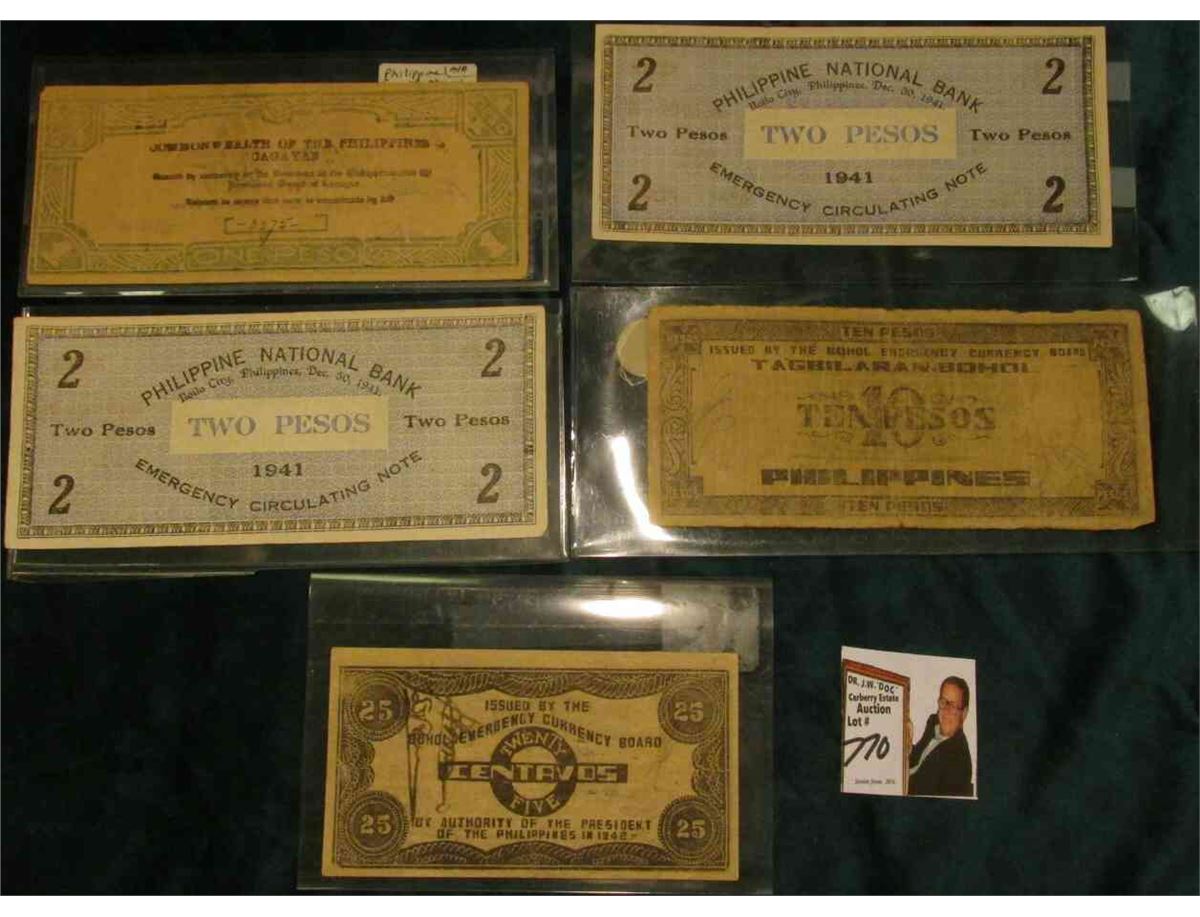 Philippine
COMMONWEALTH OF THE PHILIPPINES
CAGAYAN
ONE PESO
1
1
2
2
PHILIPPINE NATIONAL BANK
Iloilo City, Philippines, Dec. 30, 1941.
Two Pesos
TWO PESOS
Two Pesos
1941
2
2
EMERGENCY CIRCULATING NOTE
2
2
PHILIPPINE NATIONAL BANK
Iloilo City, Philippines, Dec. 30, 1941.
Two Pesos
TWO PESOS
Two Pesos
1941
2
2
EMERGENCY CIRCULATING NOTE
TEN PESOS
ISSUED BY THE BOHOL EMERGENCY CURRENCY BOARD
TAGBILARAN.BOHOL
10
TEN PESOS
PHILIPPINES
TEN PESOS
25
25
ISSUED BY THE
BOHOL EMERGENCY CURRENCY BOARD
TWENTY
CENTAVOS
FIVE
25
25
BY AUTHORITY OF THE PRESIDENT
OF THE PHILIPPINES IN 1942-
DR. J.W. "DOC"
Carberry Estate
Auction
Lot #
770